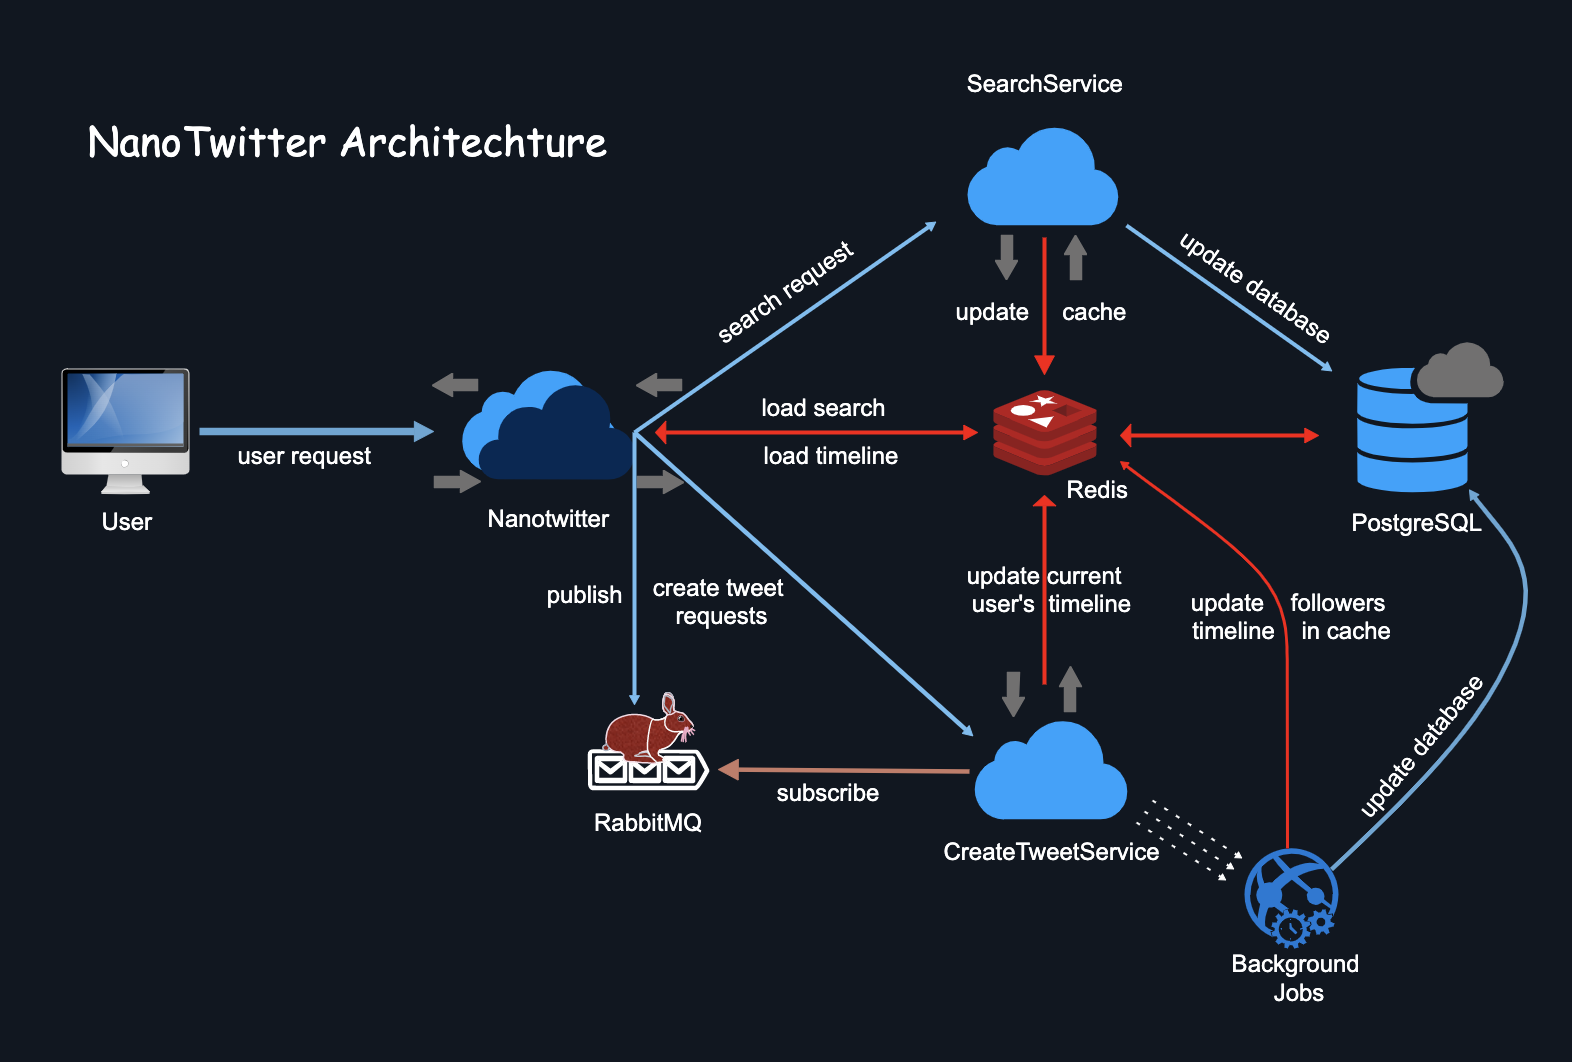 SearchService
NanoTwitter Architechture
search request
update database
update cache
load search
user request
load timeline
Redis
User
Nanotwitter
PostgreSQL
publish
create tweet
requests
update current
user's timeline
update followers
timeline in cache
update database
subscribe
RabbitMQ
CreateTweetService
Background
Jobs